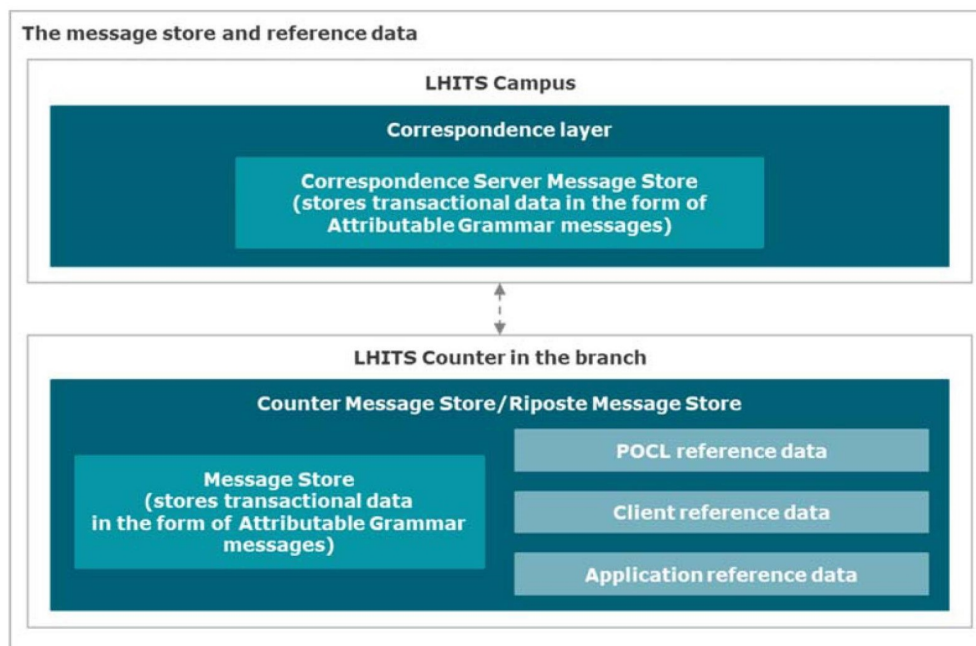 The message store and reference data
LHITS Campus
Correspondence layer
Correspondence Server Message Store
(stores transactional data in the form of
Attributable Grammar messages)
LHITS Counter in the branch
Counter Message Store/Riposte Message Store
Message Store
(stores transactional data
in the form of Attributable Grammar
messages)
POCL reference data
Client reference data
Application reference data